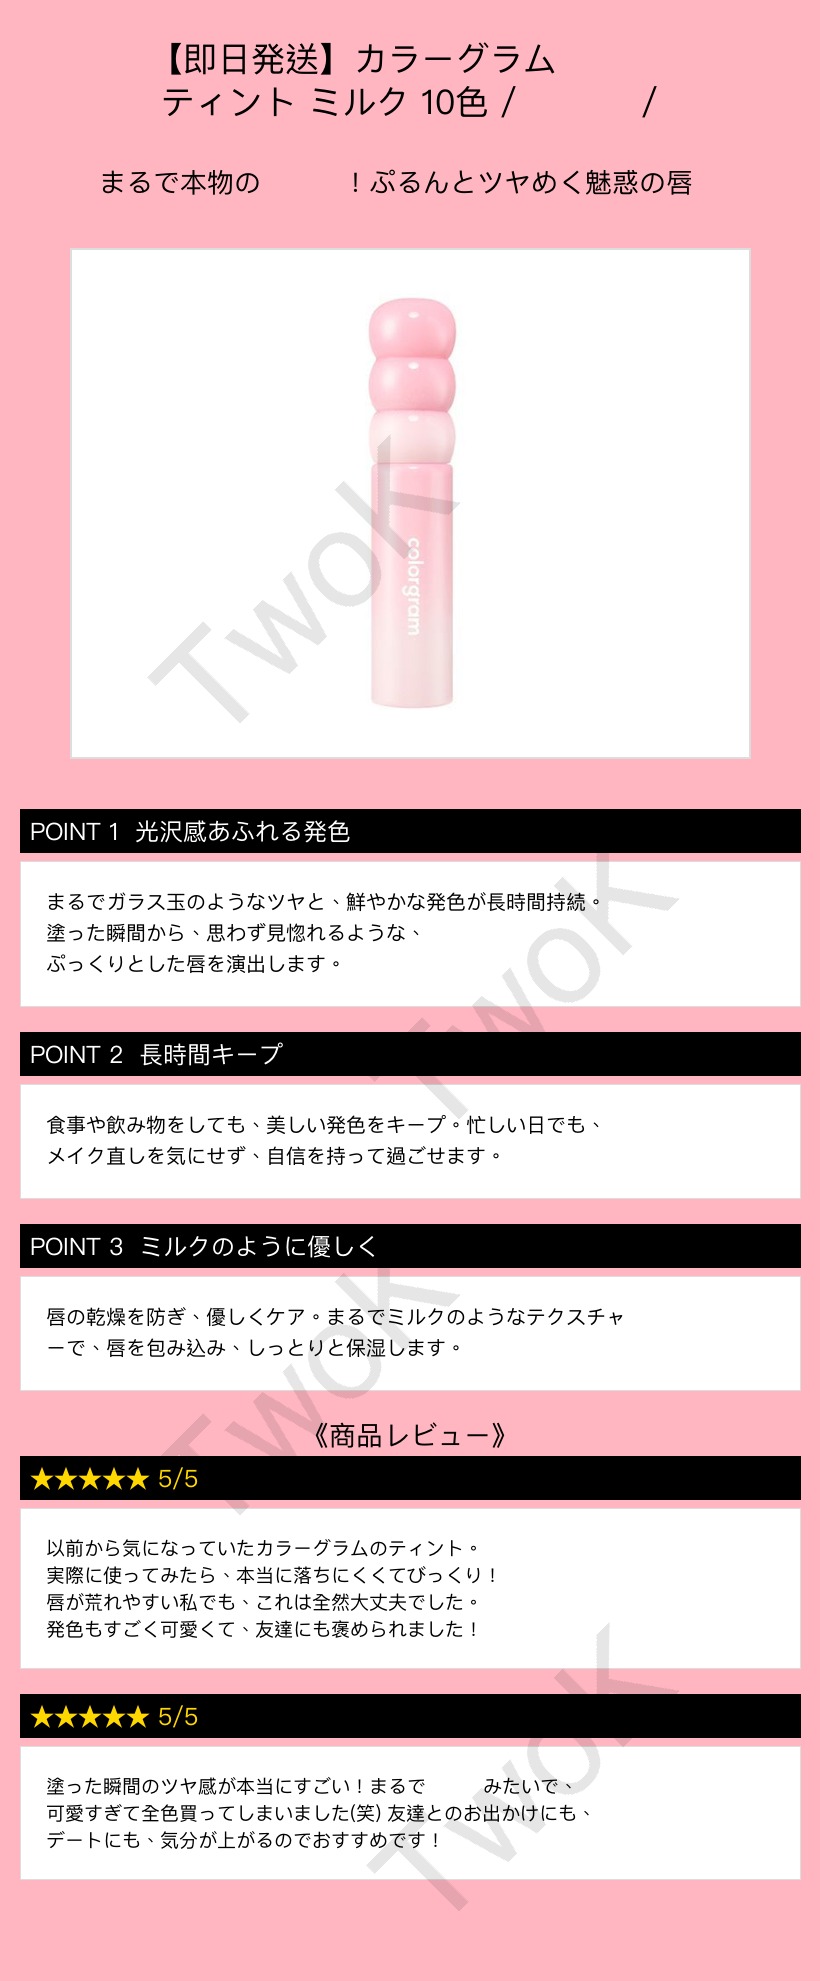 【即日発送】カラーグラム
ティント ミルク 10色 / /
まるで本物の ！ぷるんとツヤめく魅惑の唇
colorgram
TwoK
POINT 1 光沢感あふれる発色
まるでガラス玉のようなツヤと、鮮やかな発色が長時間持続。
塗った瞬間から、思わず見惚れるような、
ぷっくりとした唇を演出します。
TwoK
POINT 2 長時間キープ
食事や飲み物をしても、美しい発色をキープ。忙しい日でも、
メイク直しを気にせず、自信を持って過ごせます。
POINT 3 ミルクのように優しく
唇の乾燥を防ぎ、優しくケア。まるでミルクのようなテクスチャ
ーで、唇を包み込み、しっとりと保湿します。
TwoK
《商品レビュー》
★★★★★ 5/5
以前から気になっていたカラーグラムのティント。
実際に使ってみたら、本当に落ちにくくてびっくり！
唇が荒れやすい私でも、これは全然大丈夫でした。
発色もすごく可愛くて、友達にも褒められました！
★★★★★ 5/5
塗った瞬間のツヤ感が本当にすごい！まるで みたいで、
可愛すぎて全色買ってしまいました(笑) 友達とのお出かけにも、
デートにも、気分が上がるのでおすすめです！
TwoK